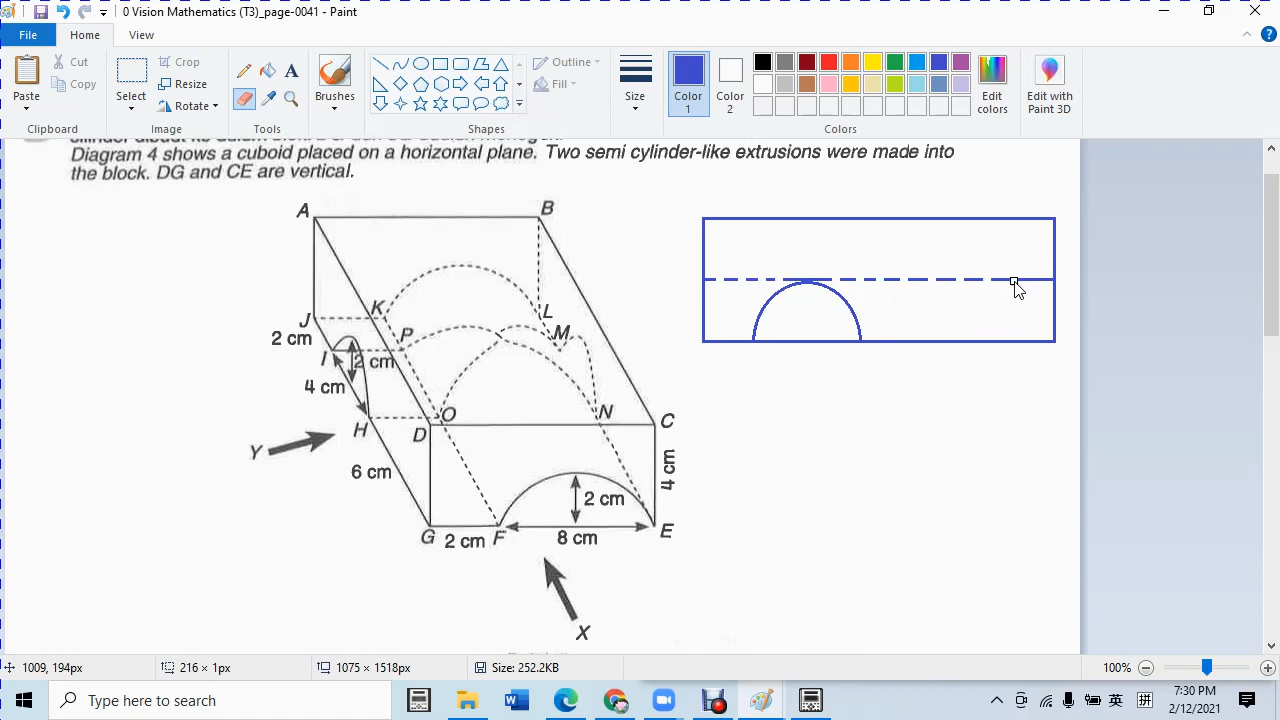 0 Vision Mathematics (T3)_page-0041 - Paint
File Home View
Paste Cut Copy
Clipboard
Select Crop Resize Rotate
Image
A
Tools
Brushes
Outline Fill
Shapes
Size
Color 1
Color 2
Edit colors
Colors
Edit with Paint 3D
Diagram 4 shows a cuboid placed on a horizontal plane. Two semi cylinder-like extrusions were made into
the block. DG and CE are vertical.
A B
J K L
2 cm P M
I 2 cm
4 cm
H O N
D C
Y
6 cm 4 cm
2 cm
G 2 cm F 8 cm E
X
1009, 194px 216 × 1px 1075 × 1518px Size: 252.2KB 100%
Type here to search
英 拼
7:30 PM
2/12/2021